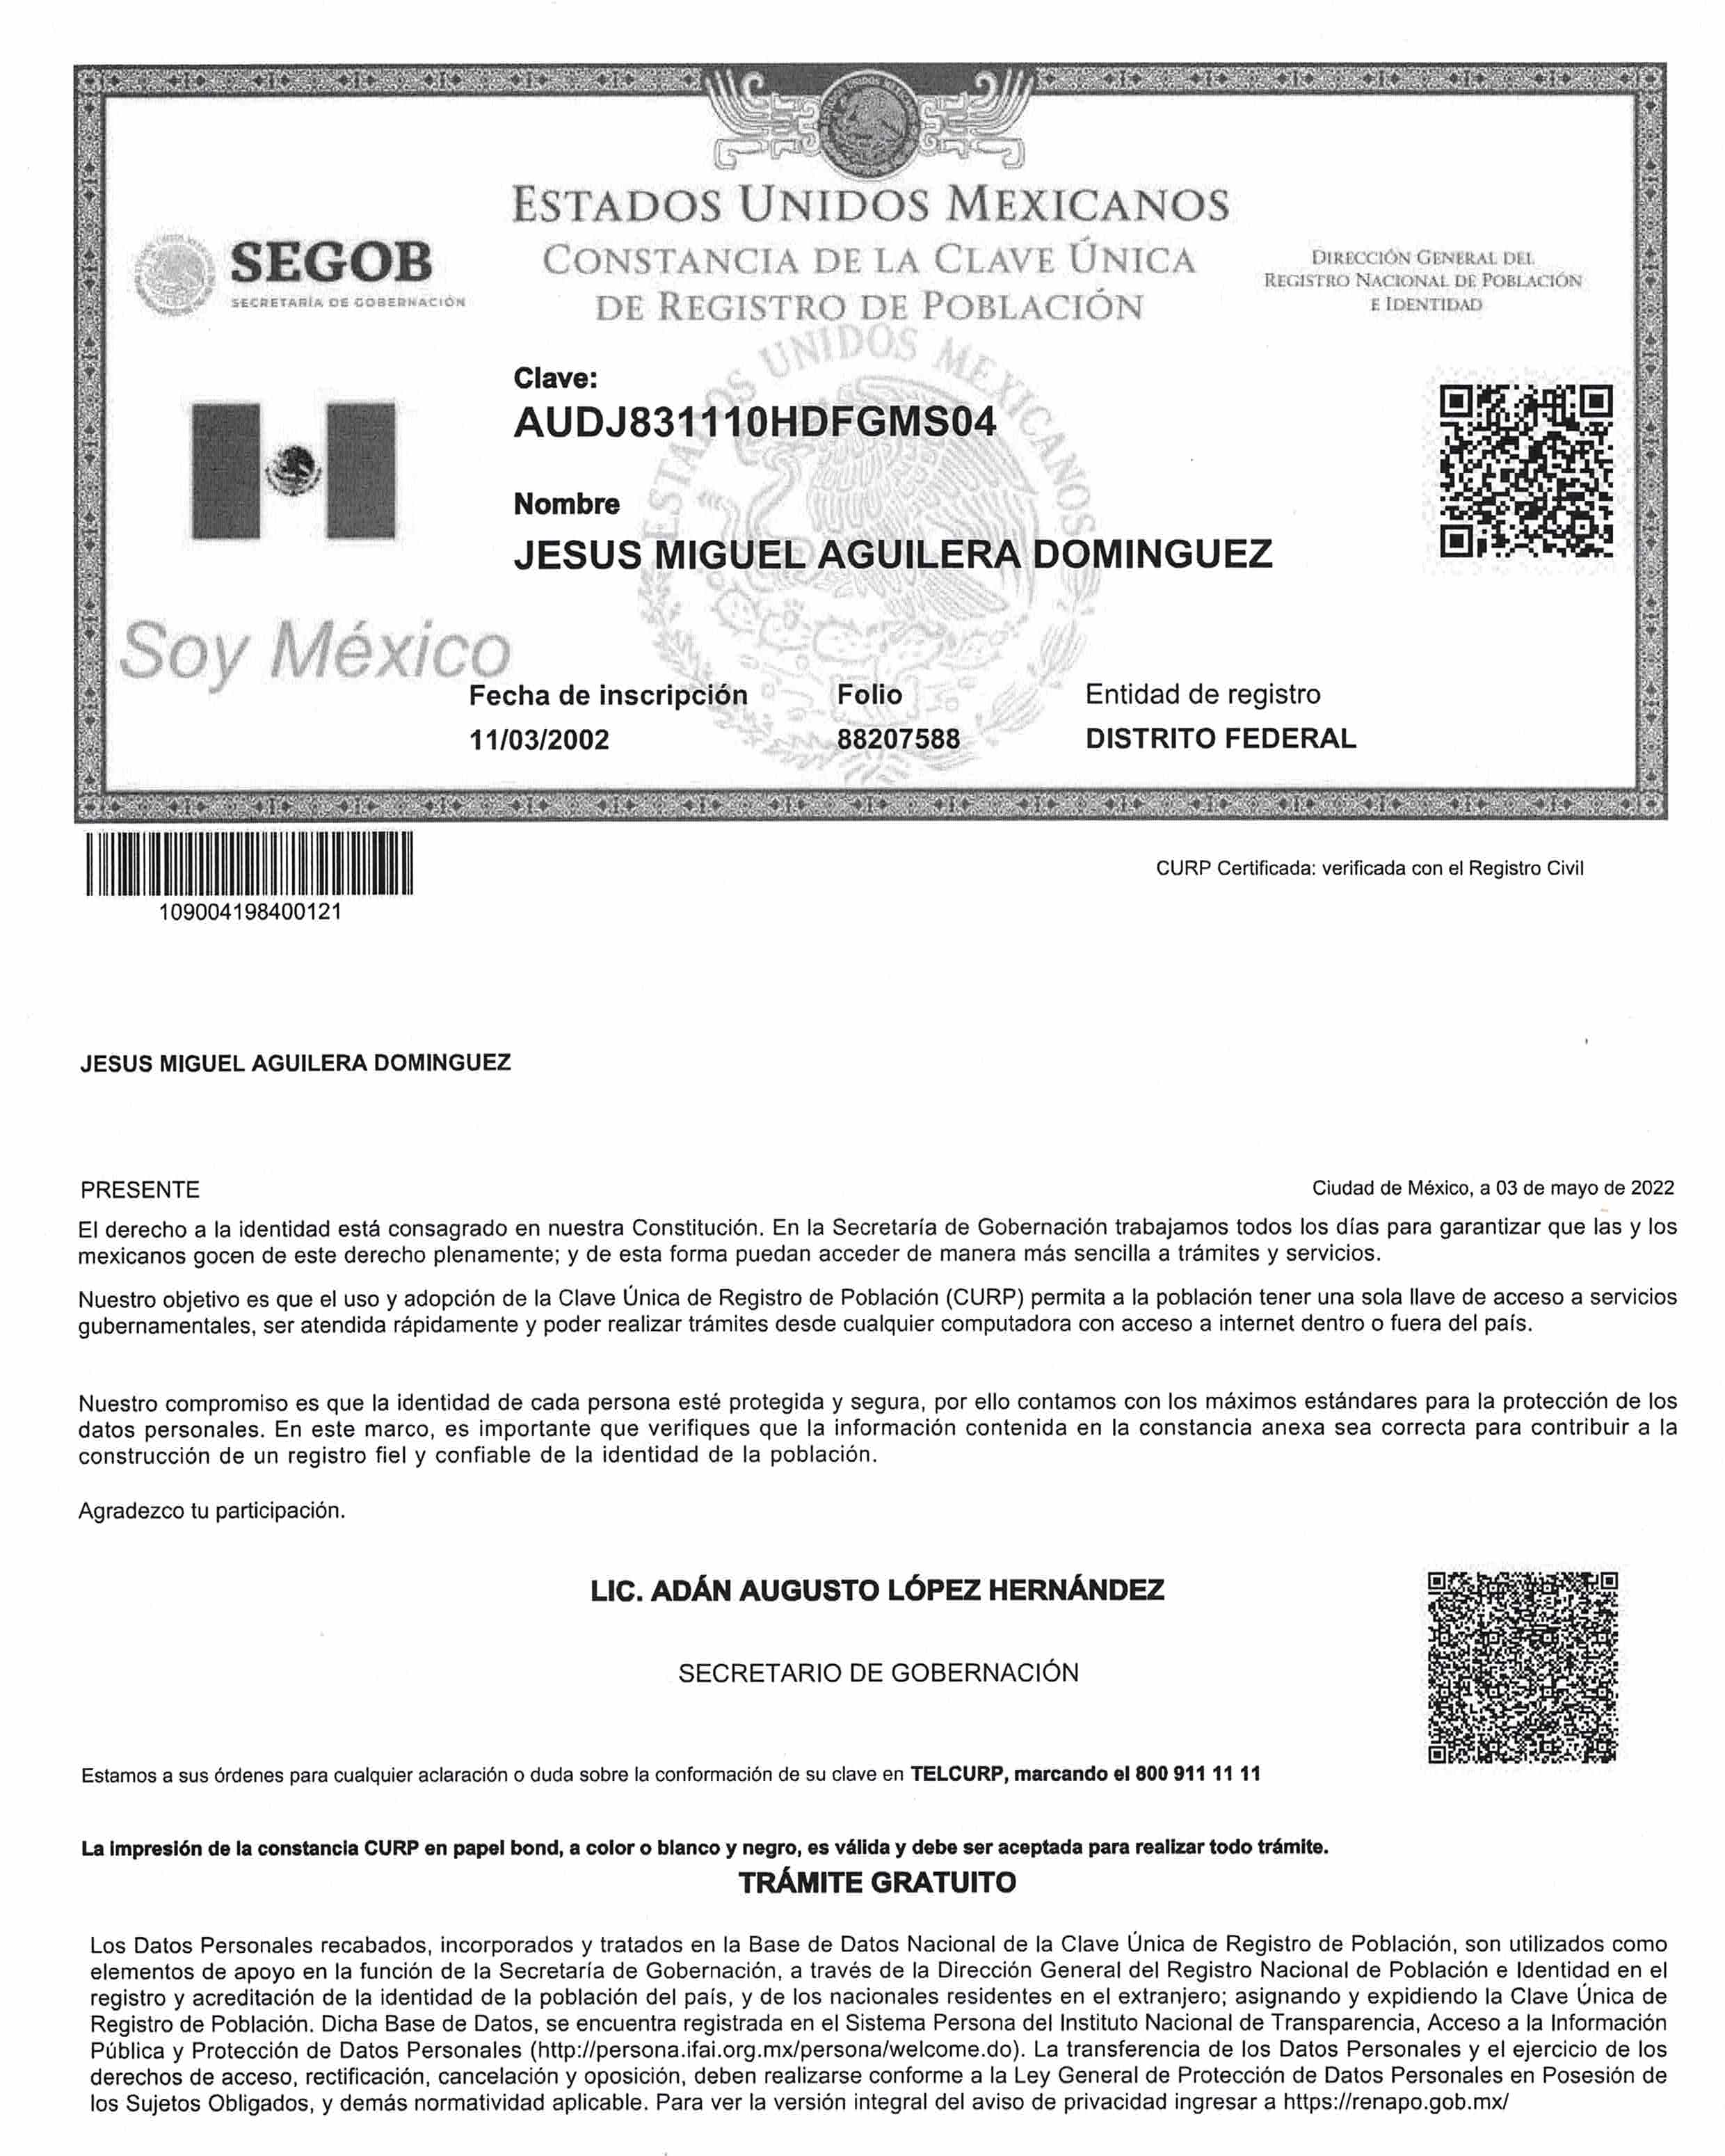 ESTADOS UNIDOS MEXICANOS
CONSTANCIA DE LA CLAVE ÚNICA
DE REGISTRO DE POBLACIÓN
SEGOB
SECRETARÍA DE GOBERNACIÓN
DIRECCIÓN GENERAL DEL
REGISTRO NACIONAL DE POBLACIÓN
E IDENTIDAD
ESTADOS UNIDOS MEXICANOS
Clave:
AUDJ831110HDFGMS04
Nombre
JESUS MIGUEL AGUILERA DOMINGUEZ
Soy México
Fecha de inscripción Folio Entidad de registro
11/03/2002 88207588 DISTRITO FEDERAL
109004198400121
CURP Certificada: verificada con el Registro Civil
JESUS MIGUEL AGUILERA DOMINGUEZ
PRESENTE
Ciudad de México, a 03 de mayo de 2022
El derecho a la identidad está consagrado en nuestra Constitución. En la Secretaría de Gobernación trabajamos todos los días para garantizar que las y los
mexicanos gocen de este derecho plenamente; y de esta forma puedan acceder de manera más sencilla a trámites y servicios.
Nuestro objetivo es que el uso y adopción de la Clave Única de Registro de Población (CURP) permita a la población tener una sola llave de acceso a servicios
gubernamentales, ser atendida rápidamente y poder realizar trámites desde cualquier computadora con acceso a internet dentro o fuera del país.
Nuestro compromiso es que la identidad de cada persona esté protegida y segura, por ello contamos con los máximos estándares para la protección de los
datos personales. En este marco, es importante que verifiques que la información contenida en la constancia anexa sea correcta para contribuir a la
construcción de un registro fiel y confiable de la identidad de la población.
Agradezco tu participación.
LIC. ADÁN AUGUSTO LÓPEZ HERNÁNDEZ
SECRETARIO DE GOBERNACIÓN
Estamos a sus órdenes para cualquier aclaración o duda sobre la conformación de su clave en TELCURP, marcando el 800 911 11 11
La impresión de la constancia CURP en papel bond, a color o blanco y negro, es válida y debe ser aceptada para realizar todo trámite.
TRÁMITE GRATUITO
Los Datos Personales recabados, incorporados y tratados en la Base de Datos Nacional de la Clave Única de Registro de Población, son utilizados como
elementos de apoyo en la función de la Secretaría de Gobernación, a través de la Dirección General del Registro Nacional de Población e Identidad en el
registro y acreditación de la identidad de la población del país, y de los nacionales residentes en el extranjero; asignando y expidiendo la Clave Única de
Registro de Población. Dicha Base de Datos, se encuentra registrada en el Sistema Persona del Instituto Nacional de Transparencia, Acceso a la Información
Pública y Protección de Datos Personales (http://persona.ifai.org.mx/persona/welcome.do). La transferencia de los Datos Personales y el ejercicio de los
derechos de acceso, rectificación, cancelación y oposición, deben realizarse conforme a la Ley General de Protección de Datos Personales en Posesión de
los Sujetos Obligados, y demás normatividad aplicable. Para ver la versión integral del aviso de privacidad ingresar a https://renapo.gob.mx/